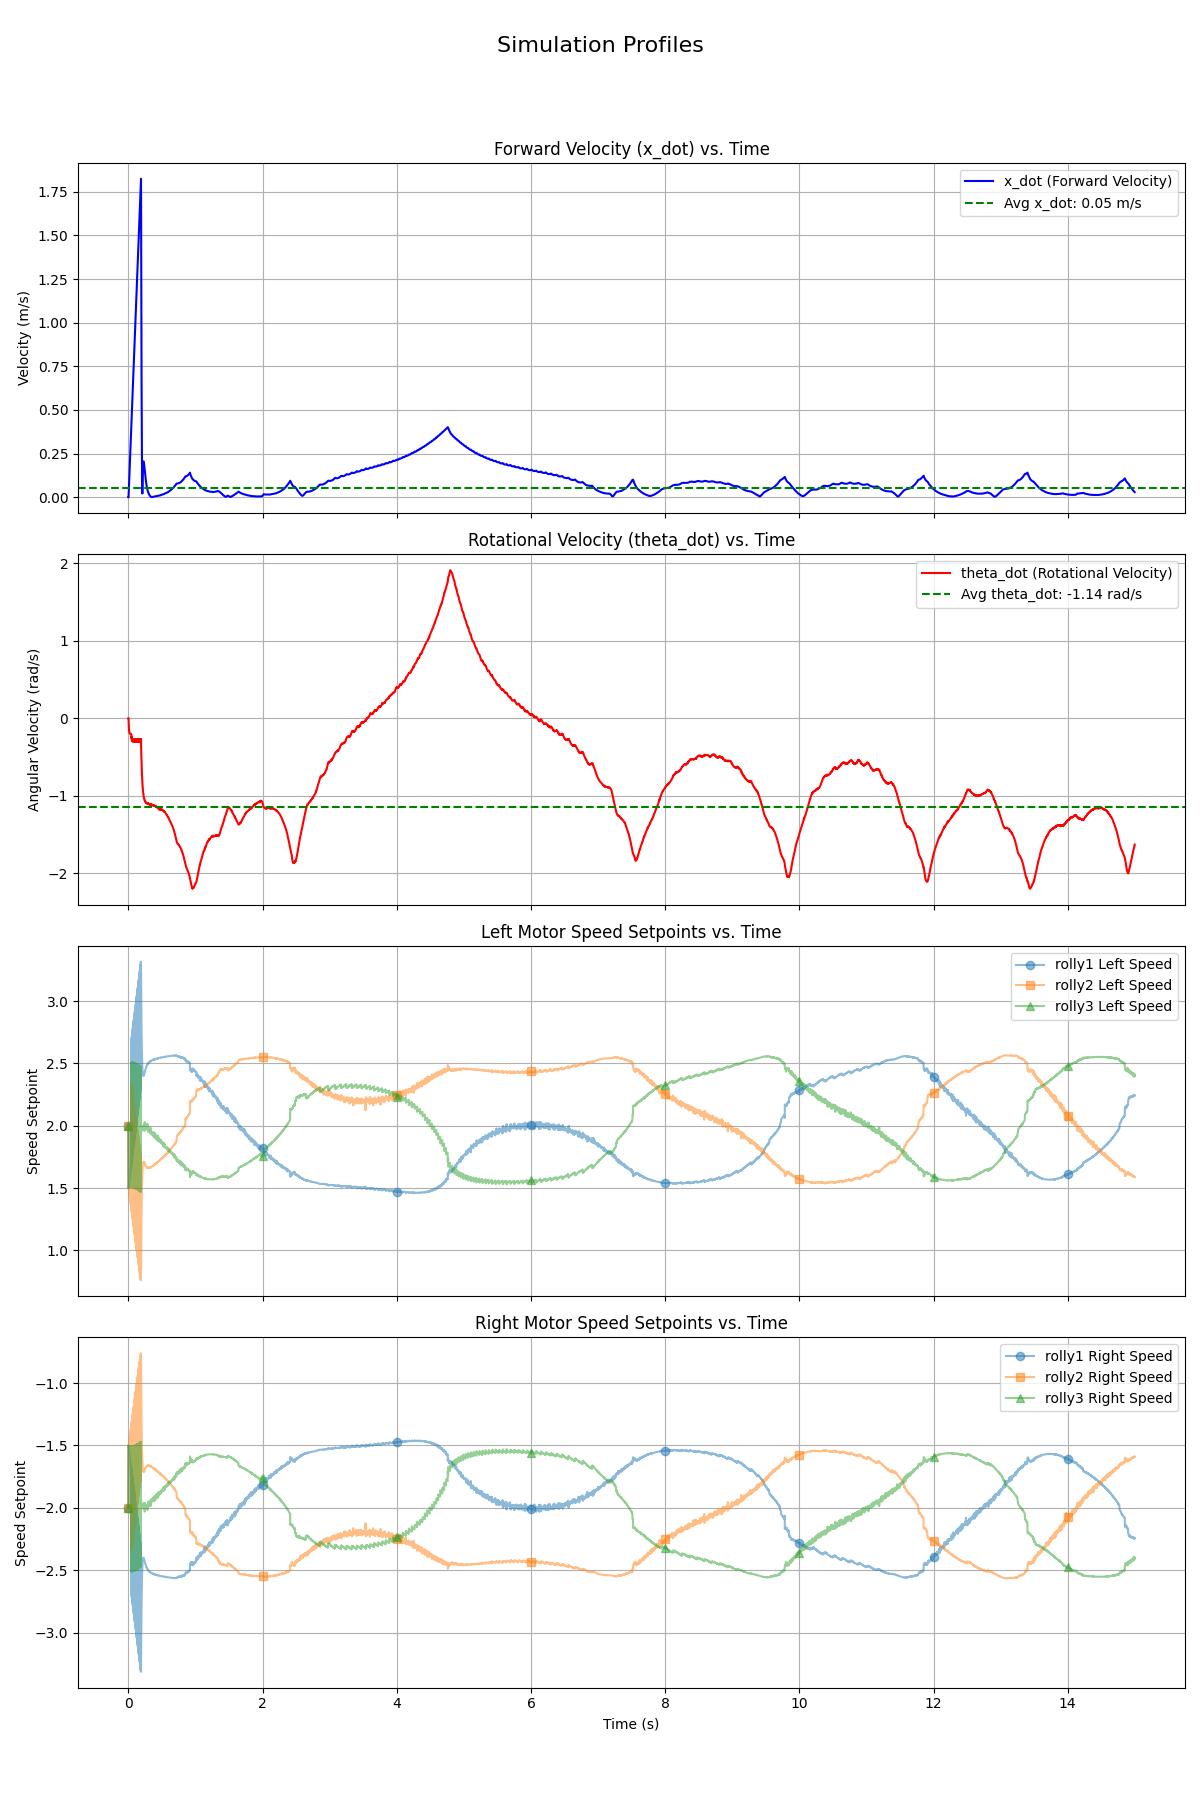 Simulation Profiles
Forward Velocity (x_dot) vs. Time
Velocity (m/s)
1.75
1.50
1.25
1.00
0.75
0.50
0.25
0.00
x_dot (Forward Velocity)
Avg x_dot: 0.05 m/s
Rotational Velocity (theta_dot) vs. Time
Angular Velocity (rad/s)
2
1
0
−1
−2
theta_dot (Rotational Velocity)
Avg theta_dot: -1.14 rad/s
Left Motor Speed Setpoints vs. Time
Speed Setpoint
3.0
2.5
2.0
1.5
1.0
rolly1 Left Speed
rolly2 Left Speed
rolly3 Left Speed
Right Motor Speed Setpoints vs. Time
Speed Setpoint
−1.0
−1.5
−2.0
−2.5
−3.0
rolly1 Right Speed
rolly2 Right Speed
rolly3 Right Speed
0 2 4 6 8 10 12 14
Time (s)